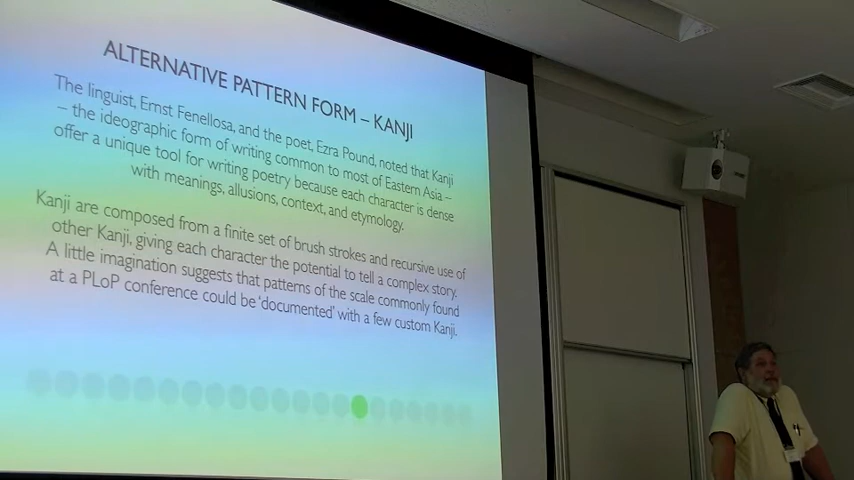 ALTERNATIVE PATTERN FORM – KANJI
The linguist, Ernst Fenellosa, and the poet, Ezra Pound, noted that Kanji
– the ideographic form of writing common to most of Eastern Asia –
offer a unique tool for writing poetry because each character is dense
with meanings, allusions, context, and etymology.
Kanji are composed from a finite set of brush strokes and recursive use of
other Kanji, giving each character the potential to tell a complex story.
A little imagination suggests that patterns of the scale commonly found
at a PLoP conference could be 'documented' with a few custom Kanji.